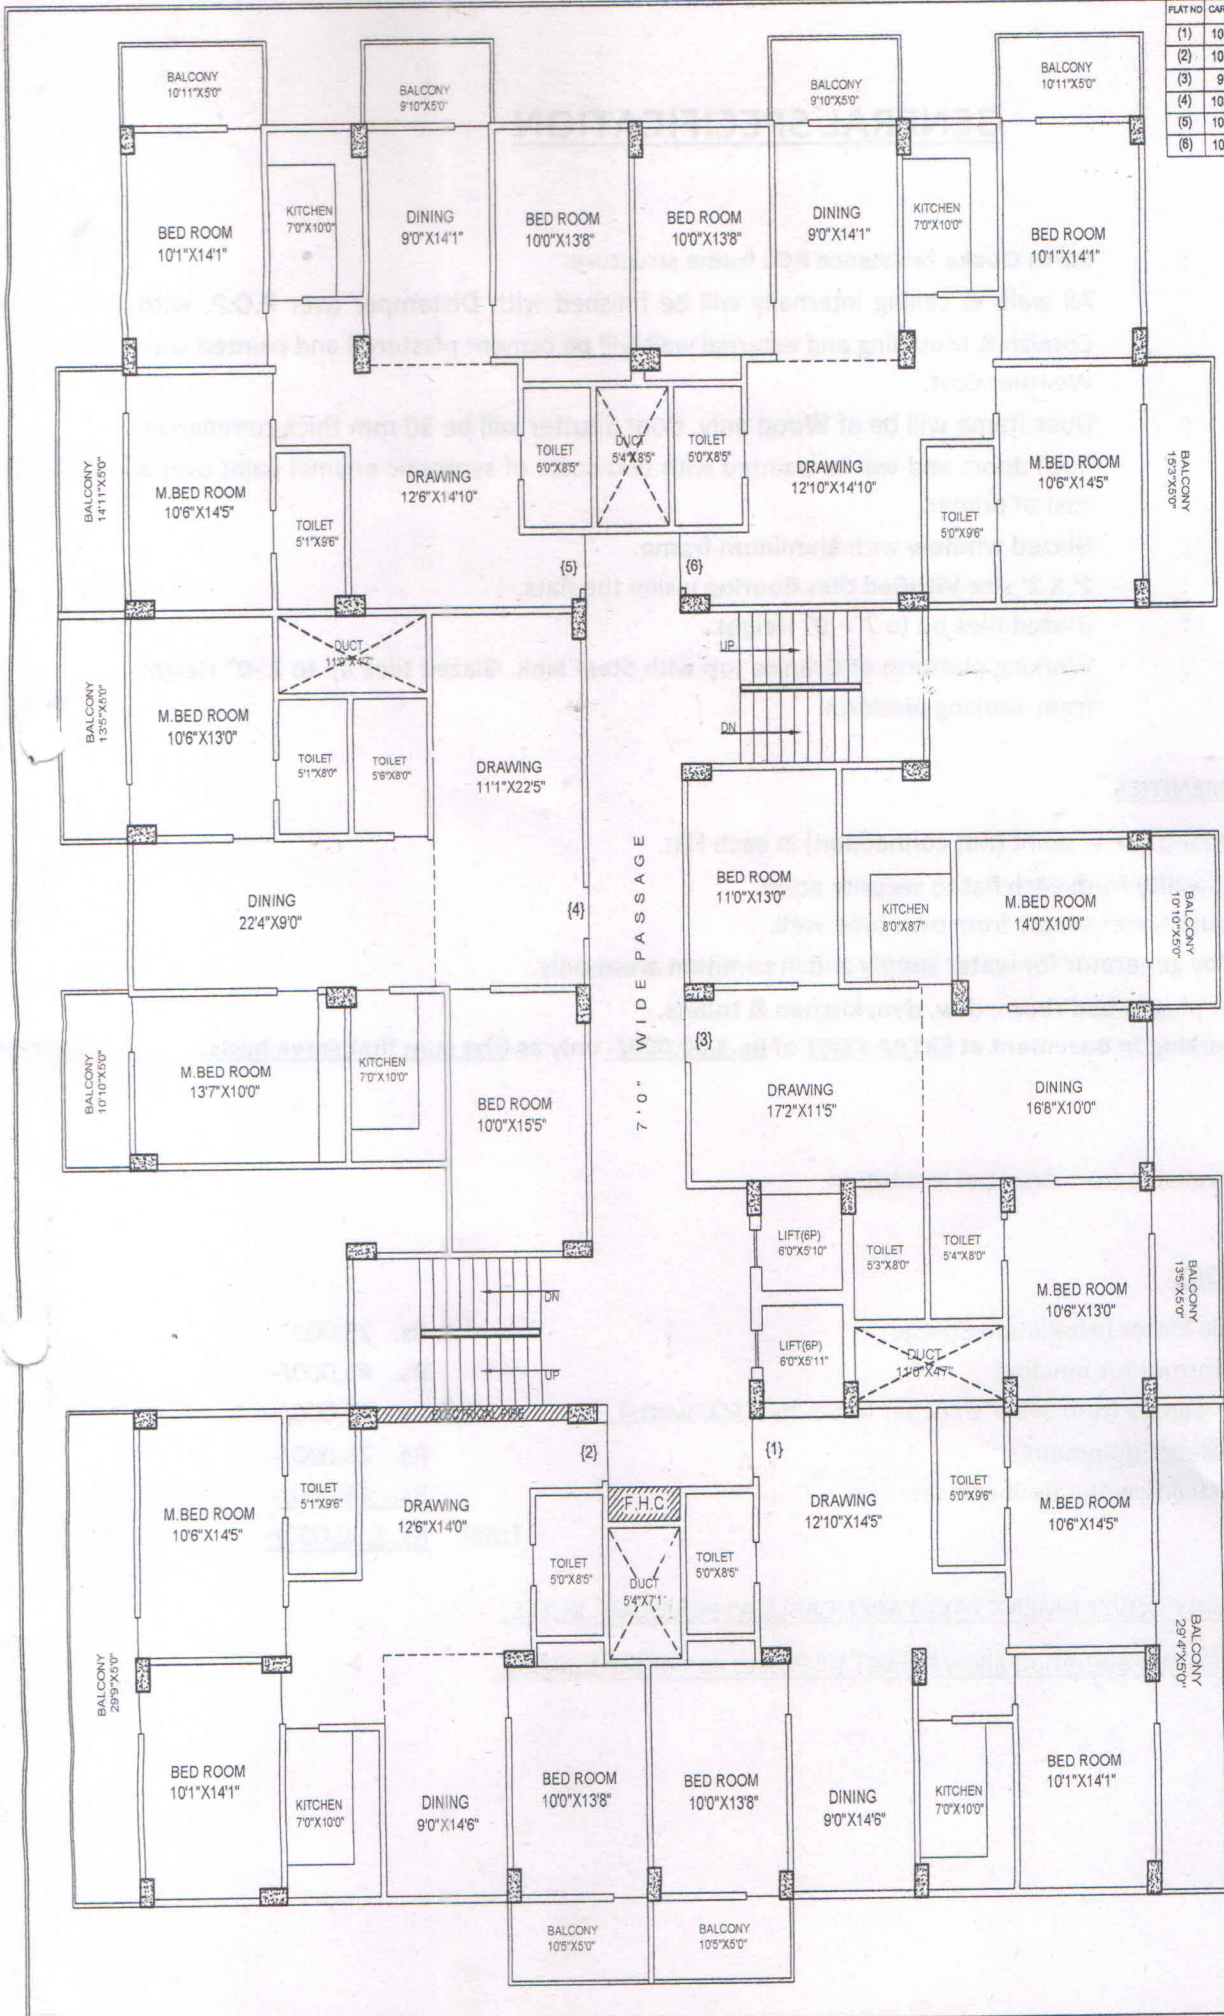 FLAT NO CAR
(1) 10
(2) 10
(3) 9
(4) 10
(5) 10
(6) 10
BALCONY
10'11"X5'0"
BALCONY
9'10"X5'0"
BALCONY
9'10"X5'0"
BALCONY
10'11"X5'0"
BED ROOM
10'1"X14'1"
KITCHEN
7'0"X10'0"
DINING
9'0"X14'1"
BED ROOM
10'0"X13'8"
BED ROOM
10'0"X13'8"
DINING
9'0"X14'1"
KITCHEN
7'0"X10'0"
BED ROOM
10'1"X14'1"
BALCONY
14'11"X5'0"
M.BED ROOM
10'6"X14'5"
TOILET
5'1"X9'6"
DRAWING
12'6"X14'10"
TOILET
5'0"X8'5"
DUCT
5'4"X8'5"
TOILET
5'0"X8'5"
DRAWING
12'10"X14'10"
TOILET
5'0"X9'6"
M.BED ROOM
10'6"X14'5"
BALCONY
15'3"X5'0"
{5}
{6}
BALCONY
13'5"X5'0"
M.BED ROOM
10'6"X13'0"
DUCT
TOILET
5'1"X8'0"
TOILET
5'6"X8'0"
DRAWING
11'1"X22'5"
UP
DN
DINING
22'4"X9'0"
{4}
7'0" WIDE PASSAGE
BED ROOM
11'0"X13'0"
KITCHEN
8'0"X8'7"
M.BED ROOM
14'0"X10'0"
BALCONY
10'10"X5'0"
BALCONY
10'10"X5'0"
M.BED ROOM
13'7"X10'0"
KITCHEN
7'0"X10'0"
BED ROOM
10'0"X15'5"
{3}
DRAWING
17'2"X11'5"
DINING
16'8"X10'0"
LIFT(6P)
6'0"X5'10"
TOILET
5'3"X8'0"
TOILET
5'4"X8'0"
M.BED ROOM
10'6"X13'0"
BALCONY
13'5"X5'0"
LIFT(6P)
6'0"X5'11"
DUCT
11'0"X4'7"
DN
UP
{2}
{1}
M.BED ROOM
10'6"X14'5"
TOILET
5'1"X9'6"
DRAWING
12'6"X14'0"
F.H.C
TOILET
5'0"X8'5"
DUCT
5'4"X7'1"
TOILET
5'0"X8'5"
DRAWING
12'10"X14'5"
TOILET
5'0"X9'6"
M.BED ROOM
10'6"X14'5"
BALCONY
29'9"X5'0"
BALCONY
29'4"X5'0"
BED ROOM
10'1"X14'1"
KITCHEN
7'0"X10'0"
DINING
9'0"X14'6"
BED ROOM
10'0"X13'8"
BED ROOM
10'0"X13'8"
DINING
9'0"X14'6"
KITCHEN
7'0"X10'0"
BED ROOM
10'1"X14'1"
BALCONY
10'5"X5'0"
BALCONY
10'5"X5'0"